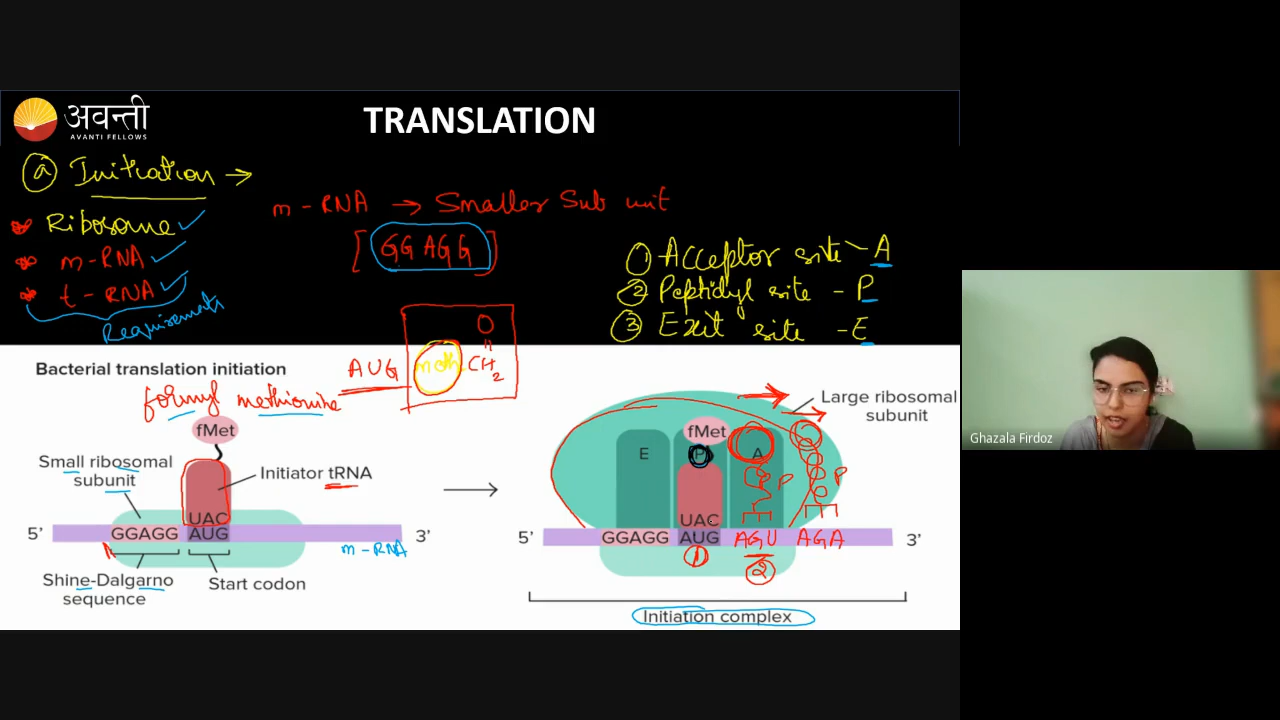 अवन्ती
AVANTI FELLOWS
TRANSLATION
a Initiation →
Ribosome
m-RNA
t-RNA
Requirements
m-RNA → Smaller Sub unit
[GG AGG]
① Acceptor site - A
② Peptidyl site - P
③ Exit site - E
AUG
meth
O
CH2
Bacterial translation initiation
formyl methionine
fMet
Small ribosomal
subunit
Initiator tRNA
UAC
5'
GGAGG
AUG
m-RNA
3'
Shine-Dalgarno
sequence
Start codon
Large ribosomal
subunit
fMet
E
P
A
P
P
UAC
5'
GGAGG
AUG
AGU
AGA
3'
①
②
Initiation complex
Ghazala Firdoz